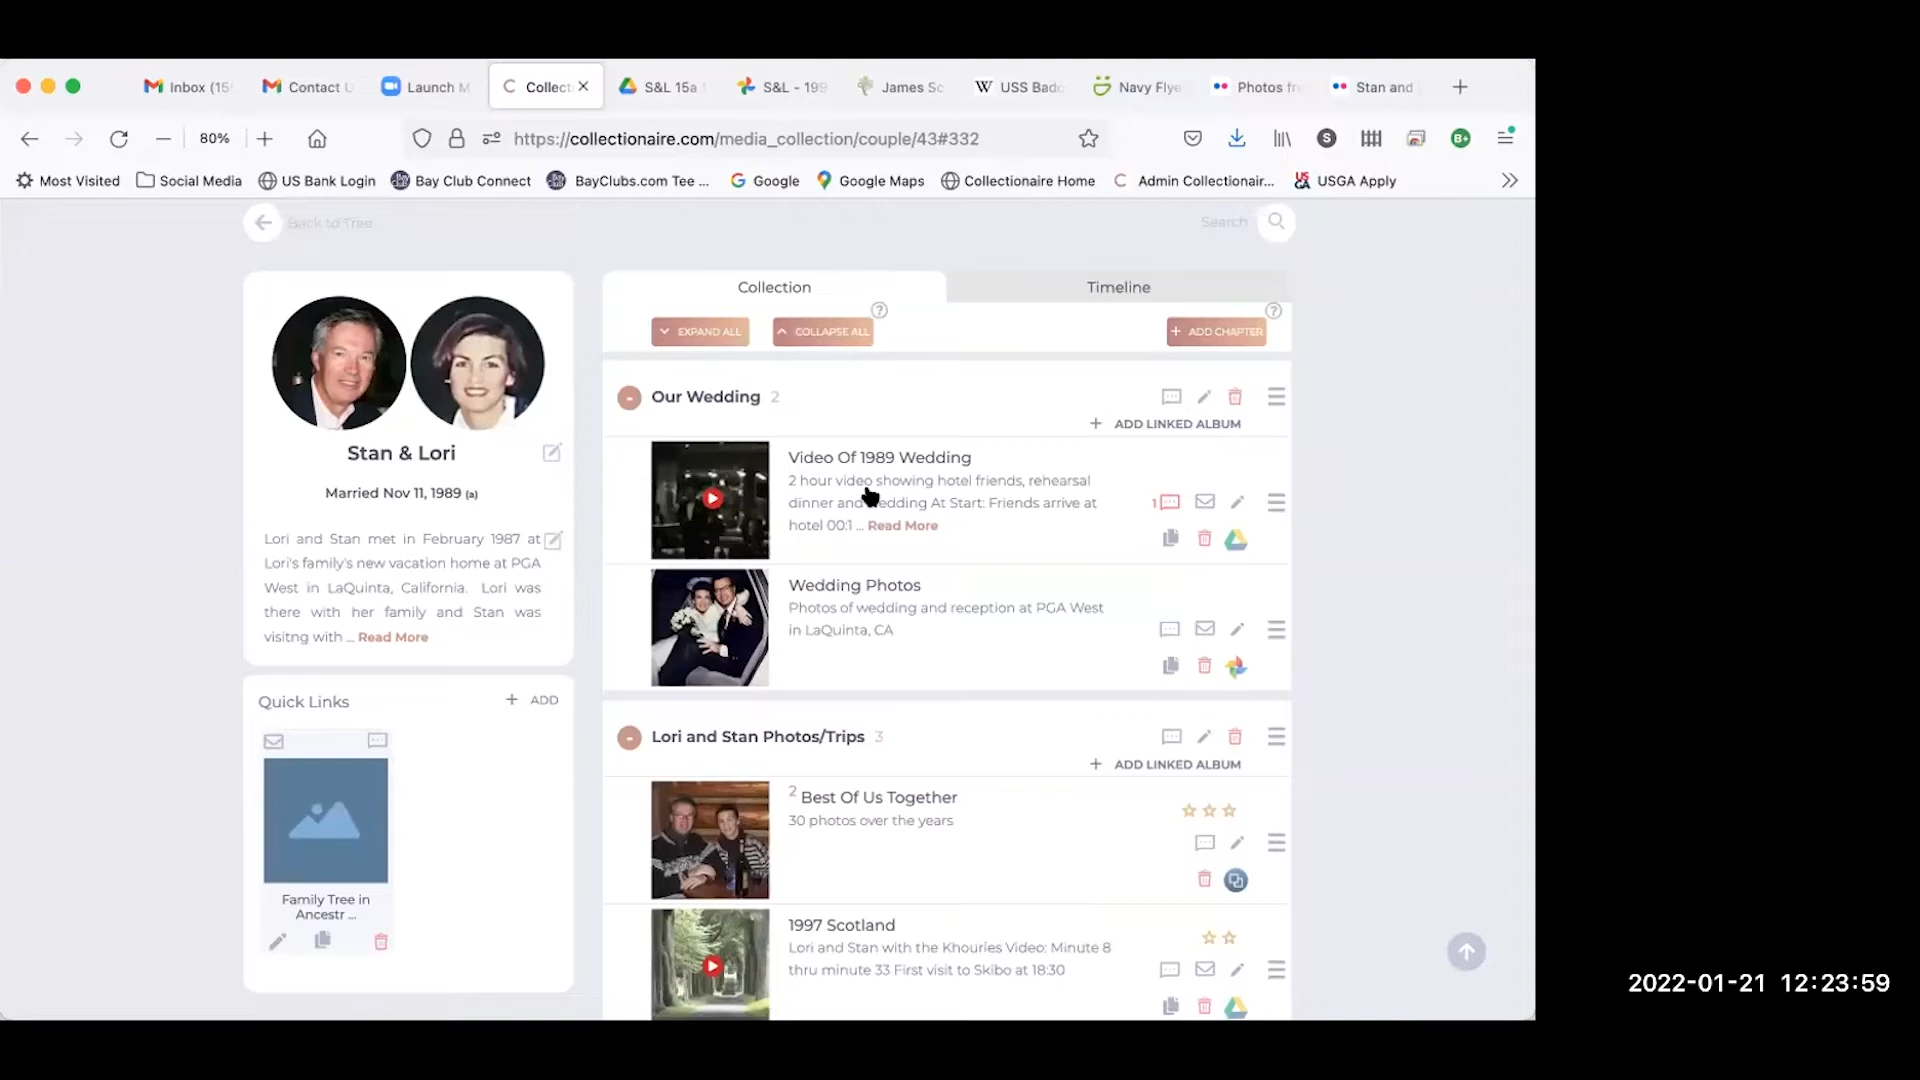 Inbox (15
Contact U
Launch M
Collect
S&L 15a
S&L - 199
James Sc
USS Bado
Navy Flye
Photos fr
Stan and
80%
https://collectionaire.com/media_collection/couple/43#332
S
B+
Most Visited
Social Media
US Bank Login
Bay Club Connect
BayClubs.com Tee ...
Google
Google Maps
Collectionaire Home
Admin Collectionair...
USGA Apply
Back to Tree
Search
Stan & Lori
Married Nov 11, 1989 (a)
Lori and Stan met in February 1987 at
Lori's family's new vacation home at PGA
West in LaQuinta, California. Lori was
there with her family and Stan was
visitng with ... Read More
Quick Links
+ ADD
Family Tree in
Ancestr ...
Collection
Timeline
EXPAND ALL
COLLAPSE ALL
?
+ ADD CHAPTER
?
Our Wedding 2
+ ADD LINKED ALBUM
Video Of 1989 Wedding
2 hour video showing hotel friends, rehearsal
dinner and wedding At Start: Friends arrive at
hotel 00:1 ... Read More
1
Wedding Photos
Photos of wedding and reception at PGA West
in LaQuinta, CA
Lori and Stan Photos/Trips 3
+ ADD LINKED ALBUM
2 Best Of Us Together
30 photos over the years
1997 Scotland
Lori and Stan with the Khouries Video: Minute 8
thru minute 33 First visit to Skibo at 18:30
2022-01-21 12:23:59